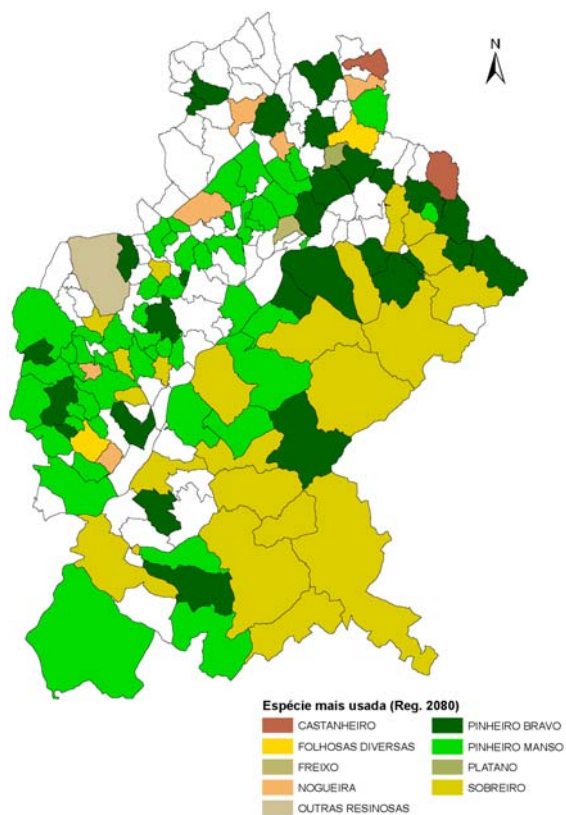 N
Espécie mais usada (Reg. 2080)
CASTANHEIRO
FOLHOSAS DIVERSAS
FREIXO
NOGUEIRA
OUTRAS RESINOSAS
PINHEIRO BRAVO
PINHEIRO MANSO
PLATANO
SOBREIRO